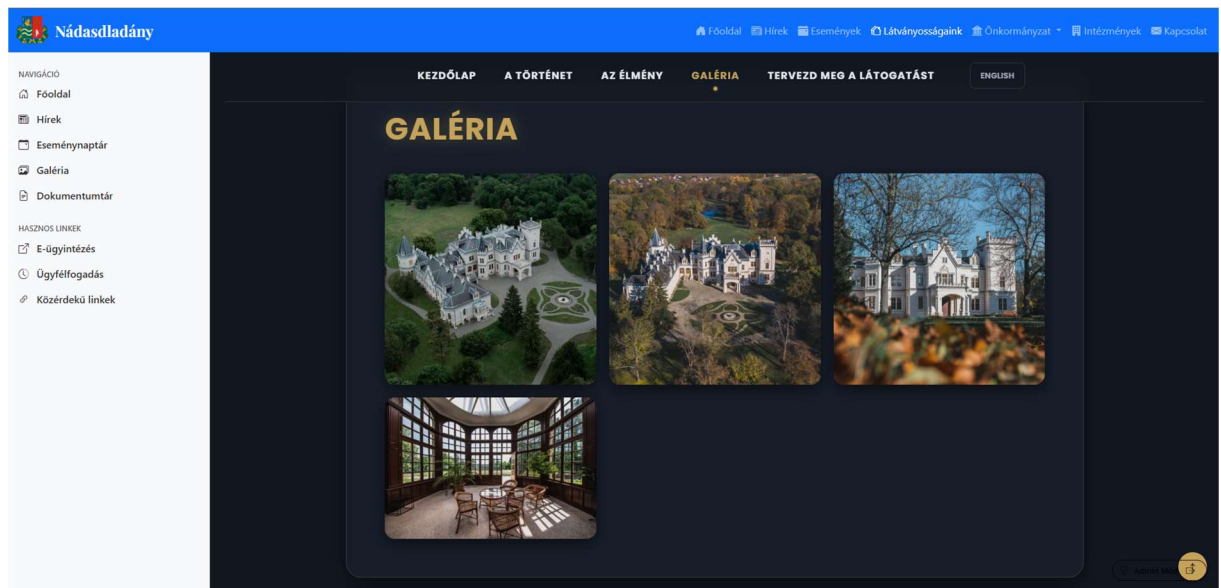 Nádasdladány
Főoldal Hírek Események Látványosságaink Önkormányzat Intézmények Kapcsolat
NAVIGÁCIÓ
Főoldal
Hírek
Eseménynaptár
Galéria
Dokumentumtár
HASZNOS LINKEK
E-ügyintézés
Ügyfélfogadás
Közérdekű linkek
KEZDŐLAP A TÖRTÉNET AZ ÉLMÉNY GALÉRIA TERVEZD MEG A LÁTOGATÁST ENGLISH
GALÉRIA
Admin